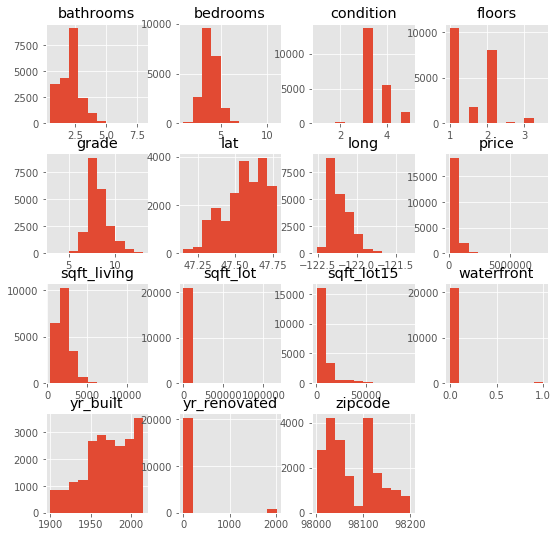 bathrooms bedrooms condition floors
7500 5000 2500 0 2.5 5.0 7.5
10000 5000 0 5 10
10000 5000 0 2 4
10000 5000 0 1 2 3
grade lat long price
7500 5000 2500 0 5 10
4000 2000 0 47.25 47.50 47.75
7500 5000 2500 0 −122.5 −122.0 −121.5
15000 10000 5000 0 0 5000000
sqft_living sqft_lot sqft_lot15 waterfront
10000 5000 0 0 5000 10000
20000 10000 0 0 500000 1000000
15000 10000 5000 0 0 50000
20000 10000 0 0.0 0.5 1.0
yr_built yr_renovated zipcode
3000 2000 1000 0 1900 1950 2000
20000 10000 0 0 1000 2000
4000 2000 0 98000 98100 98200